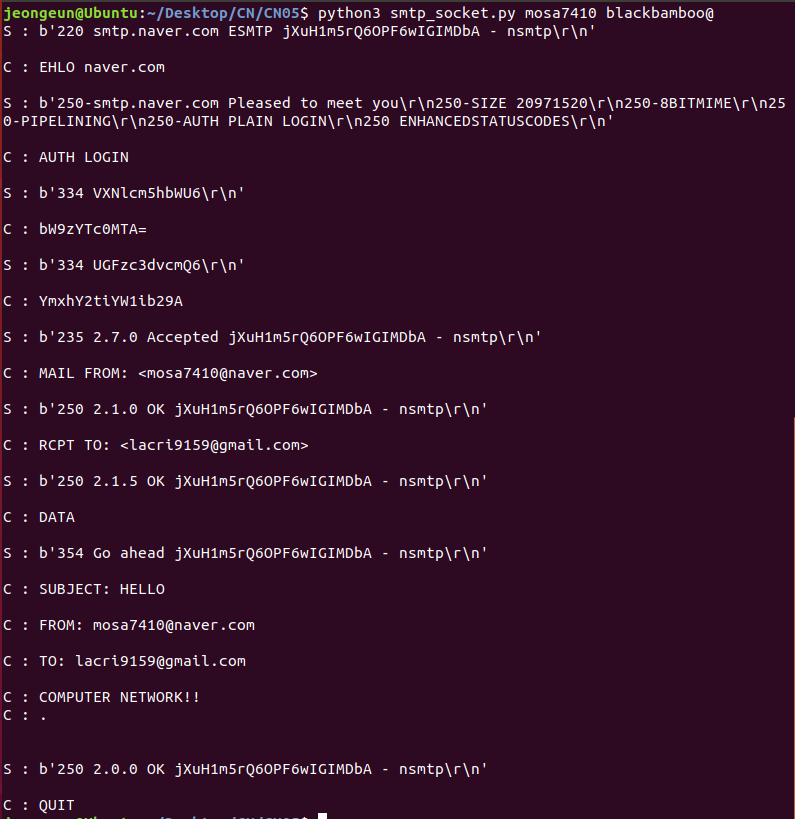 jeongeun@Ubuntu:~/Desktop/CN/CN05$ python3 smtp_socket.py mosa7410 blackbamboo@
S : b'220 smtp.naver.com ESMTP jXuH1m5rQ6OPF6wIGIMDbA - nsmtp\r\n'
C : EHLO naver.com
S : b'250-smtp.naver.com Pleased to meet you\r\n250-SIZE 20971520\r\n250-8BITMIME\r\n25
0-PIPELINING\r\n250-AUTH PLAIN LOGIN\r\n250 ENHANCEDSTATUSCODES\r\n'
C : AUTH LOGIN
S : b'334 VXNlcm5hbWU6\r\n'
C : bW9zYTc0MTA=
S : b'334 UGFzc3dvcmQ6\r\n'
C : YmxhY2tiYW1ib29A
S : b'235 2.7.0 Accepted jXuH1m5rQ6OPF6wIGIMDbA - nsmtp\r\n'
C : MAIL FROM: <mosa7410@naver.com>
S : b'250 2.1.0 OK jXuH1m5rQ6OPF6wIGIMDbA - nsmtp\r\n'
C : RCPT TO: <lacri9159@gmail.com>
S : b'250 2.1.5 OK jXuH1m5rQ6OPF6wIGIMDbA - nsmtp\r\n'
C : DATA
S : b'354 Go ahead jXuH1m5rQ6OPF6wIGIMDbA - nsmtp\r\n'
C : SUBJECT: HELLO
C : FROM: mosa7410@naver.com
C : TO: lacri9159@gmail.com
C : COMPUTER NETWORK!!
C : .
S : b'250 2.0.0 OK jXuH1m5rQ6OPF6wIGIMDbA - nsmtp\r\n'
C : QUIT